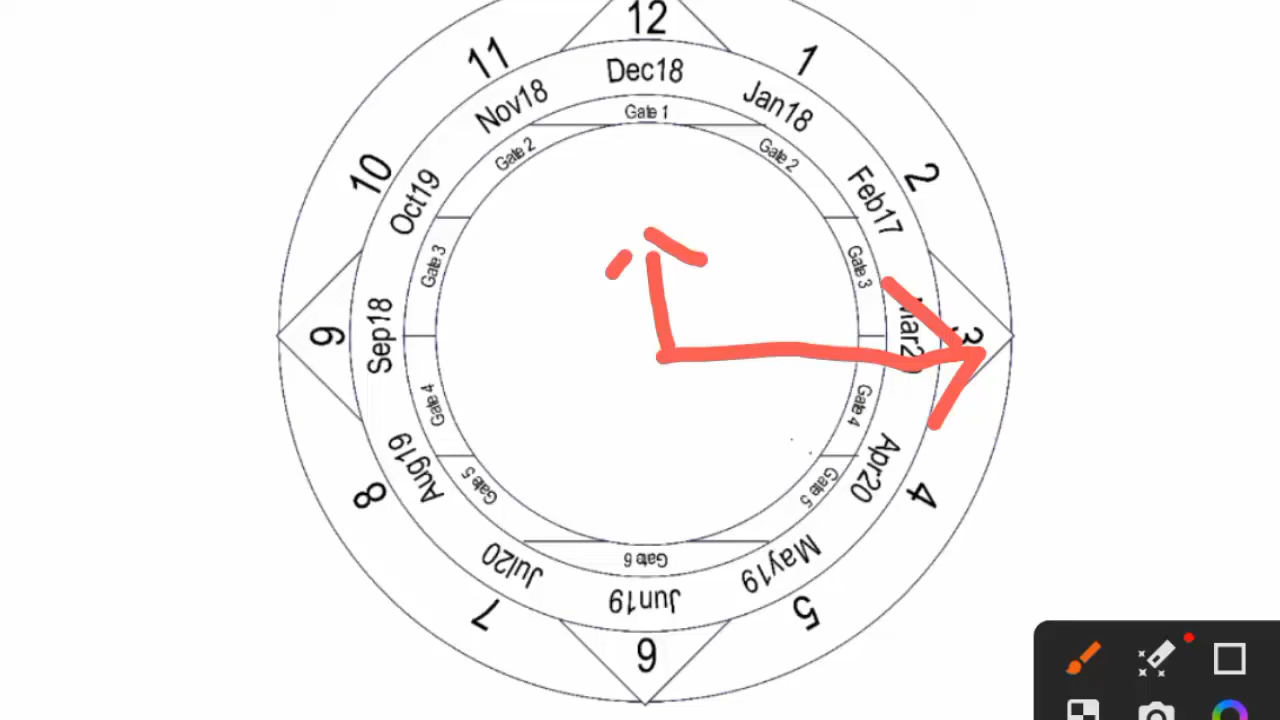 12
11
1
Dec18
Nov18
Jan18
Gate 1
Gate 2
Gate 2
10
2
Oct19
Feb17
Gate 3
Gate 3
9
Sep18
3
Gate 4
Gate 4
Aug19
Apr20
Gate 5
Gate 5
8
4
Gate 6
Jul20
May19
Jun19
7
5
6